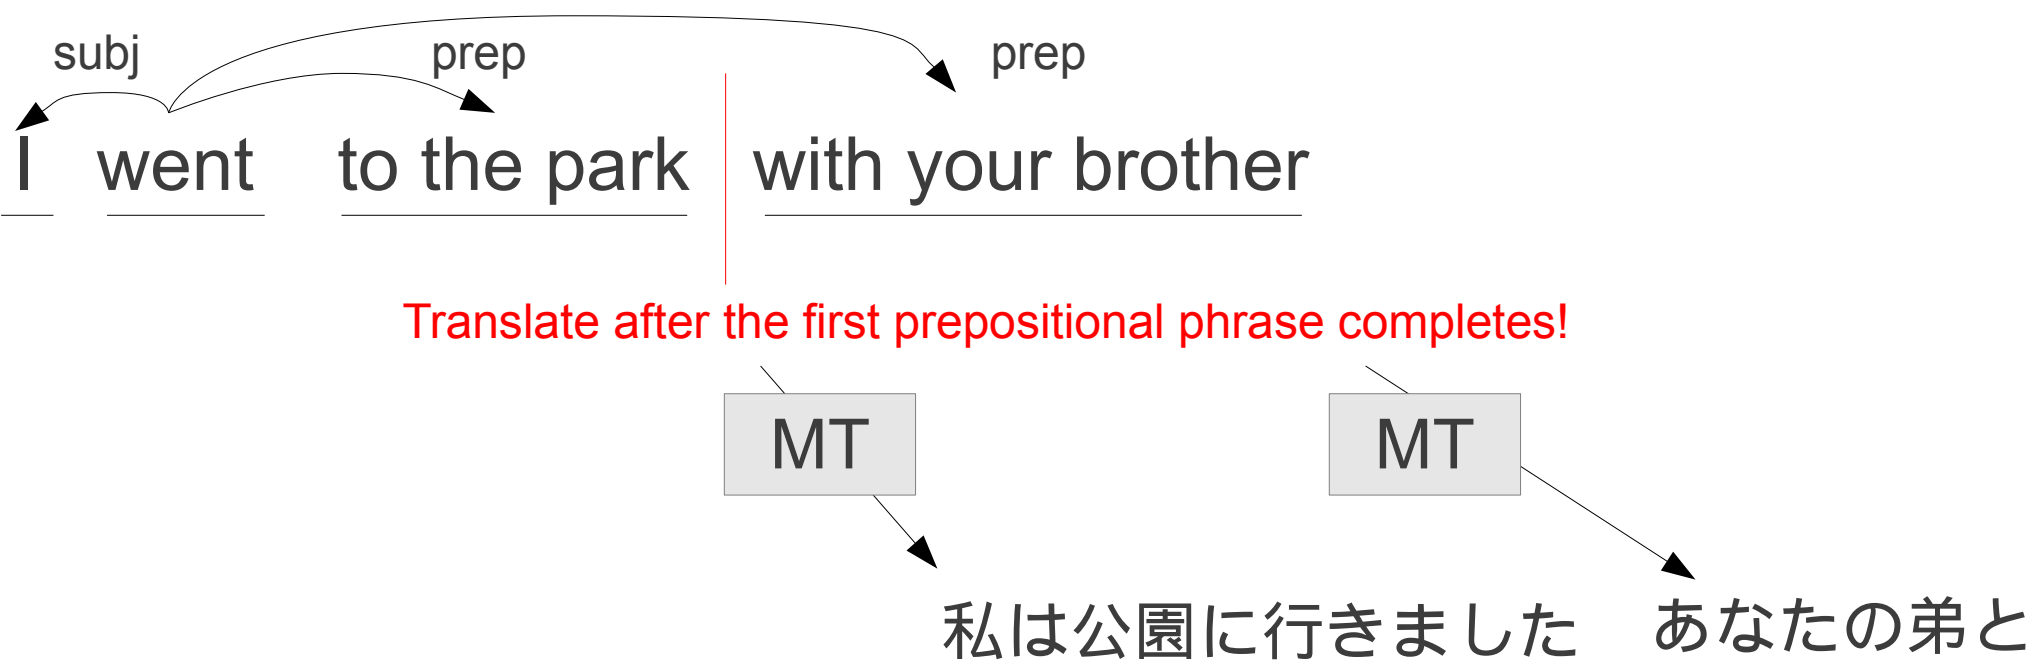 subj prep prep
I went to the park with your brother
Translate after the first prepositional phrase completes!
MT MT
私は公園に行きました あなたの弟と